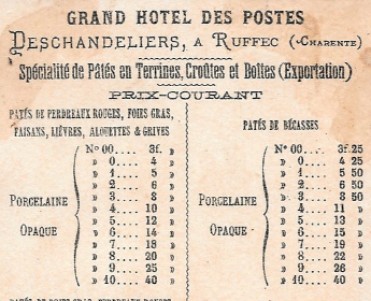 GRAND HOTEL DES POSTES
DESCHANDELIERS, A RUFFEC (CHARENTE)
Spécialité de Pâtés en Terrines, Croûtes et Boîtes (Exportation)
PRIX-COURANT
PATÉS DE PERDREAUX ROUGES, FOIES GRAS,
FAISANS, LIÈVRES, ALOUETTES & GRIVES
PORCELAINE
OPAQUE
Nº 00... 3f. »
» 0.... 4 »
» 1.... 5 »
» 2.... 6 »
» 3.... 8 »
» 4.... 10 »
» 5.... 12 »
» 6.... 14 »
» 7.... 18 »
» 8.... 20 »
» 9.... 26 »
» 10.... 40 »
PATÉS DE BÉCASSES
PORCELAINE
OPAQUE
Nº 00... 3f. 25
» 0.... 4 25
» 1.... 5 50
» 2.... 6 50
» 3.... 8 50
» 4.... 11 »
» 5.... 13 »
» 6.... 15 »
» 7.... 19 »
» 8.... 22 »
» 9.... »
» 10.... 40 »